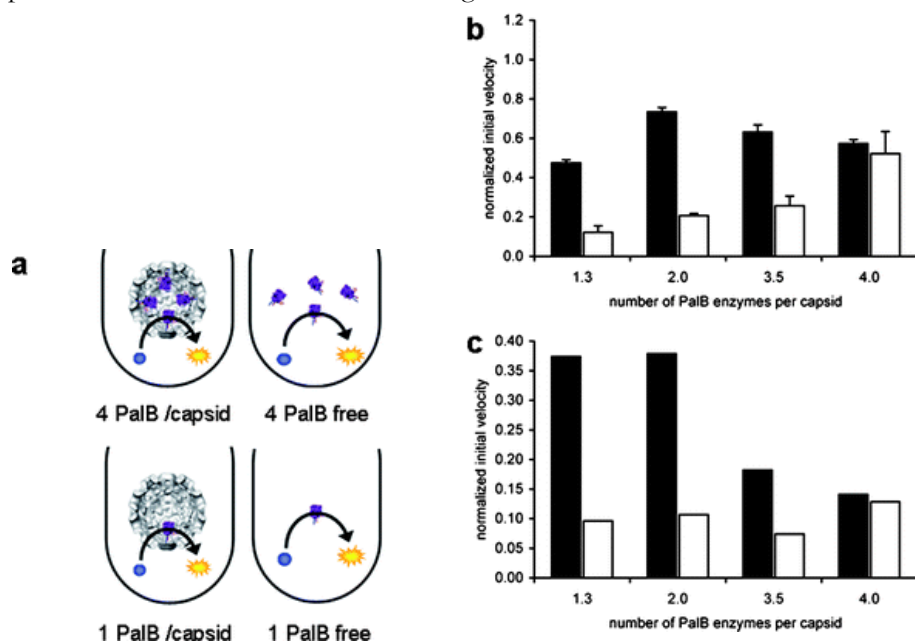 b
normalized initial velocity
1.2
1.0
0.8
0.6
0.4
0.2
0.0
1.3 2.0 3.5 4.0
number of PalB enzymes per capsid
a
4 PalB /capsid 4 PalB free
1 PalB /capsid 1 PalB free
c
normalized initial velocity
0.40
0.35
0.30
0.25
0.20
0.15
0.10
0.05
0.00
1.3 2.0 3.5 4.0
number of PalB enzymes per capsid